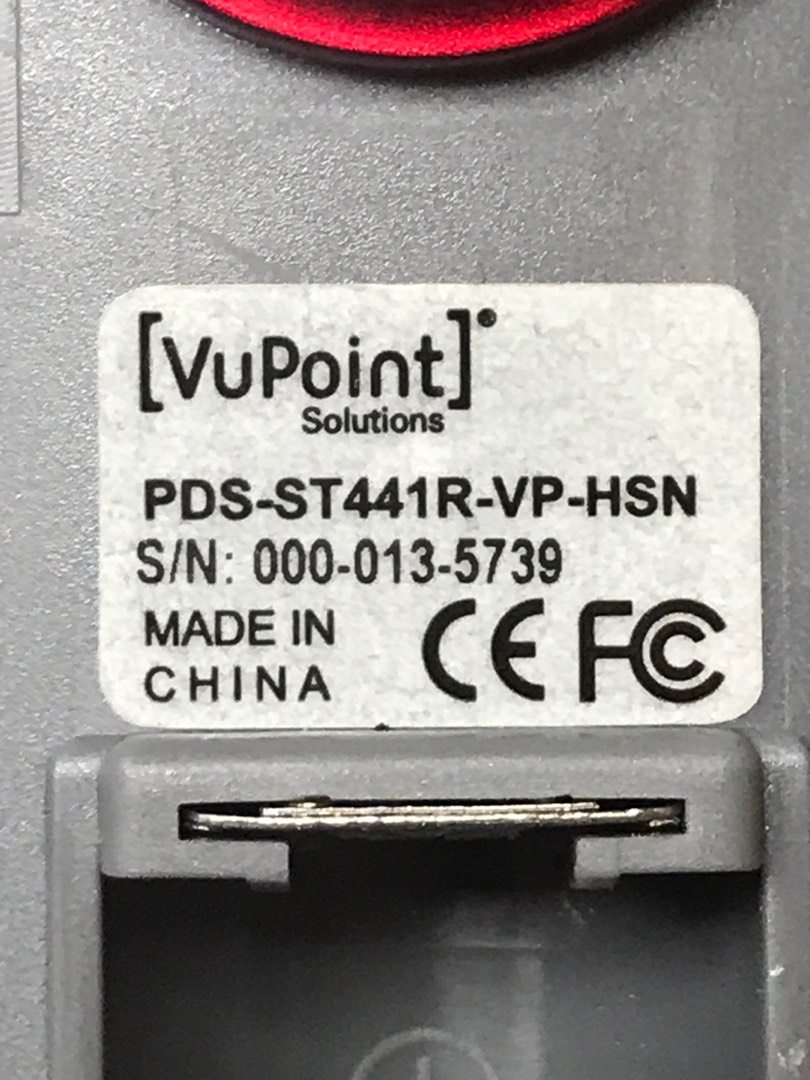 [VuPoint]®
Solutions
PDS-ST441R-VP-HSN
S/N: 000-013-5739
MADE IN
CHINA CE FC